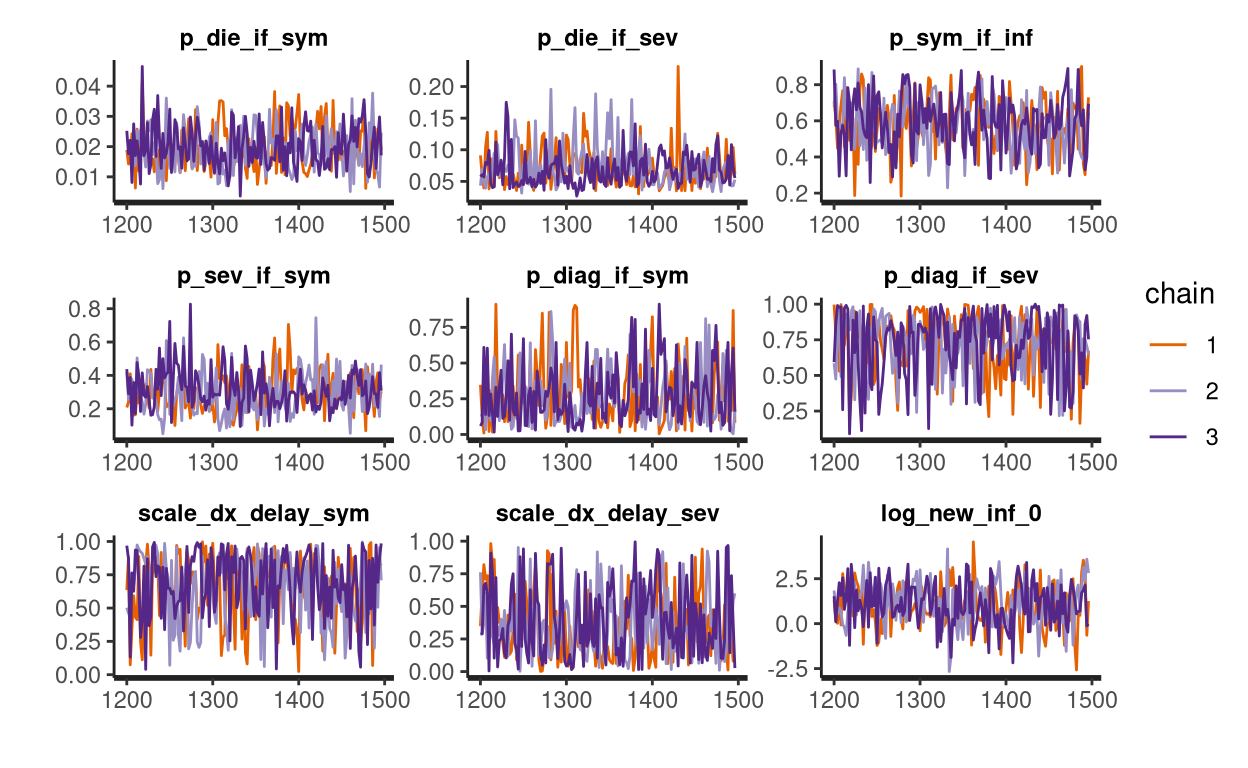 p_die_if_sym p_die_if_sev p_sym_if_inf
0.04 0.20 0.8
0.03 0.15 0.6
0.02 0.10 0.4
0.01 0.05 0.2
1200 1300 1400 1500 1200 1300 1400 1500 1200 1300 1400 1500
p_sev_if_sym p_diag_if_sym p_diag_if_sev
0.8 0.75 1.00
0.6 0.50 0.75
0.4 0.25 0.50
0.2 0.00 0.25
1200 1300 1400 1500 1200 1300 1400 1500 1200 1300 1400 1500
scale_dx_delay_sym scale_dx_delay_sev log_new_inf_0
1.00 1.00 2.5
0.75 0.75 0.0
0.50 0.50 -2.5
0.25 0.25
0.00 0.00
1200 1300 1400 1500 1200 1300 1400 1500 1200 1300 1400 1500
chain
1
2
3